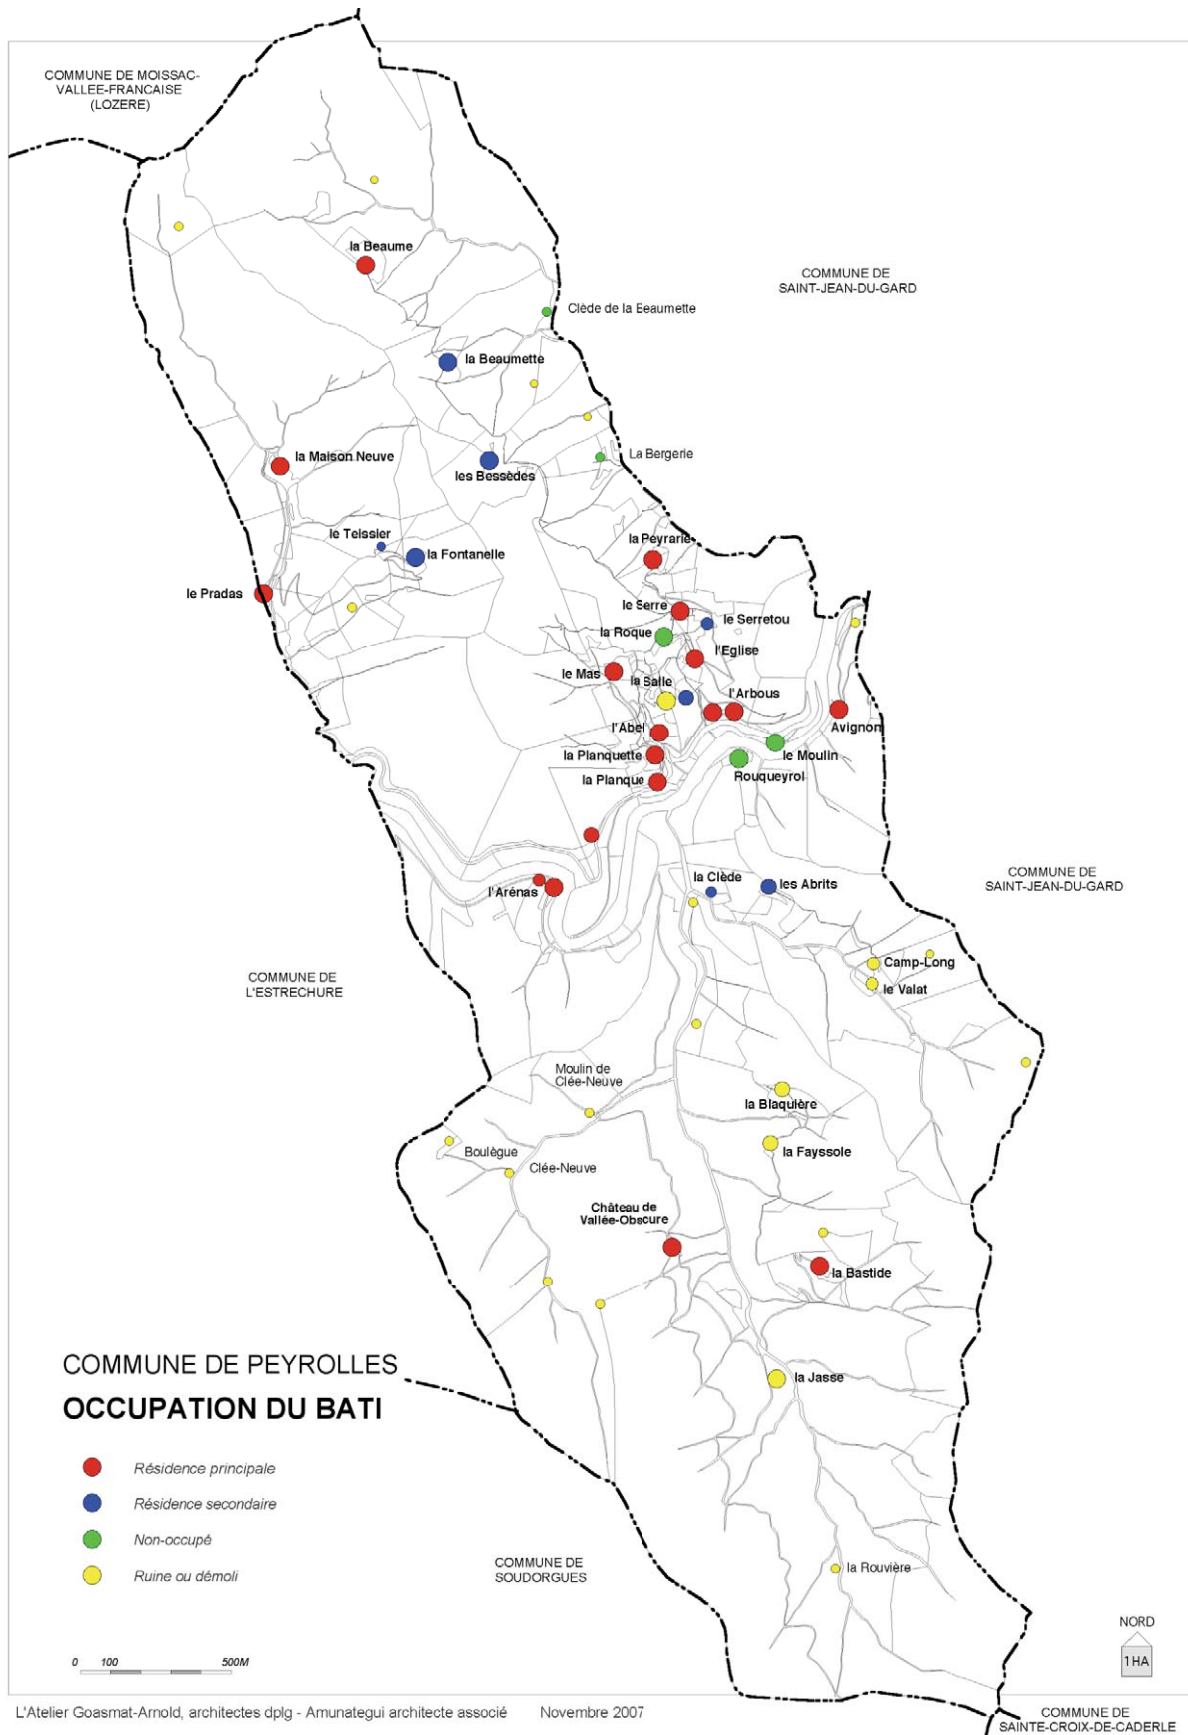 COMMUNE DE MOISSAC-
VALLEE-FRANCAISE
(LOZERE)
la Beaume
COMMUNE DE
SAINT-JEAN-DU-GARD
Clède de la Eeaumette
la Beaumette
la Maison Neuve
les Bessèdes
La Bergerie
le Teissier
la Fontanelle
la Peyrarie
le Pradas
le Serre
le Serretou
la Roque
l'Eglise
le Mas
la Salle
l'Arbous
l'Abel
Avignon
la Planquette
le Moulin
la Planque
Rouqueyrol
la Clède
les Abrits
COMMUNE DE
SAINT-JEAN-DU-GARD
l'Arénas
Camp-Long
le Valat
COMMUNE DE
L'ESTRECHURE
Moulin de
Clée-Neuve
la Blaquière
Boulègue
la Fayssole
Clée-Neuve
Château de
Vallée-Obscure
la Bastide
la Jasse
COMMUNE DE PEYROLLES
OCCUPATION DU BATI
Résidence principale
Résidence secondaire
Non-occupé
Ruine ou démoli
COMMUNE DE
SOUDORGUES
la Rouvière
NORD
1HA
0 100 500M
L'Atelier Goasmat-Arnold, architectes dplg - Amunategui architecte associé Novembre 2007
COMMUNE DE
SAINTE-CROIX-DE-CADERLE